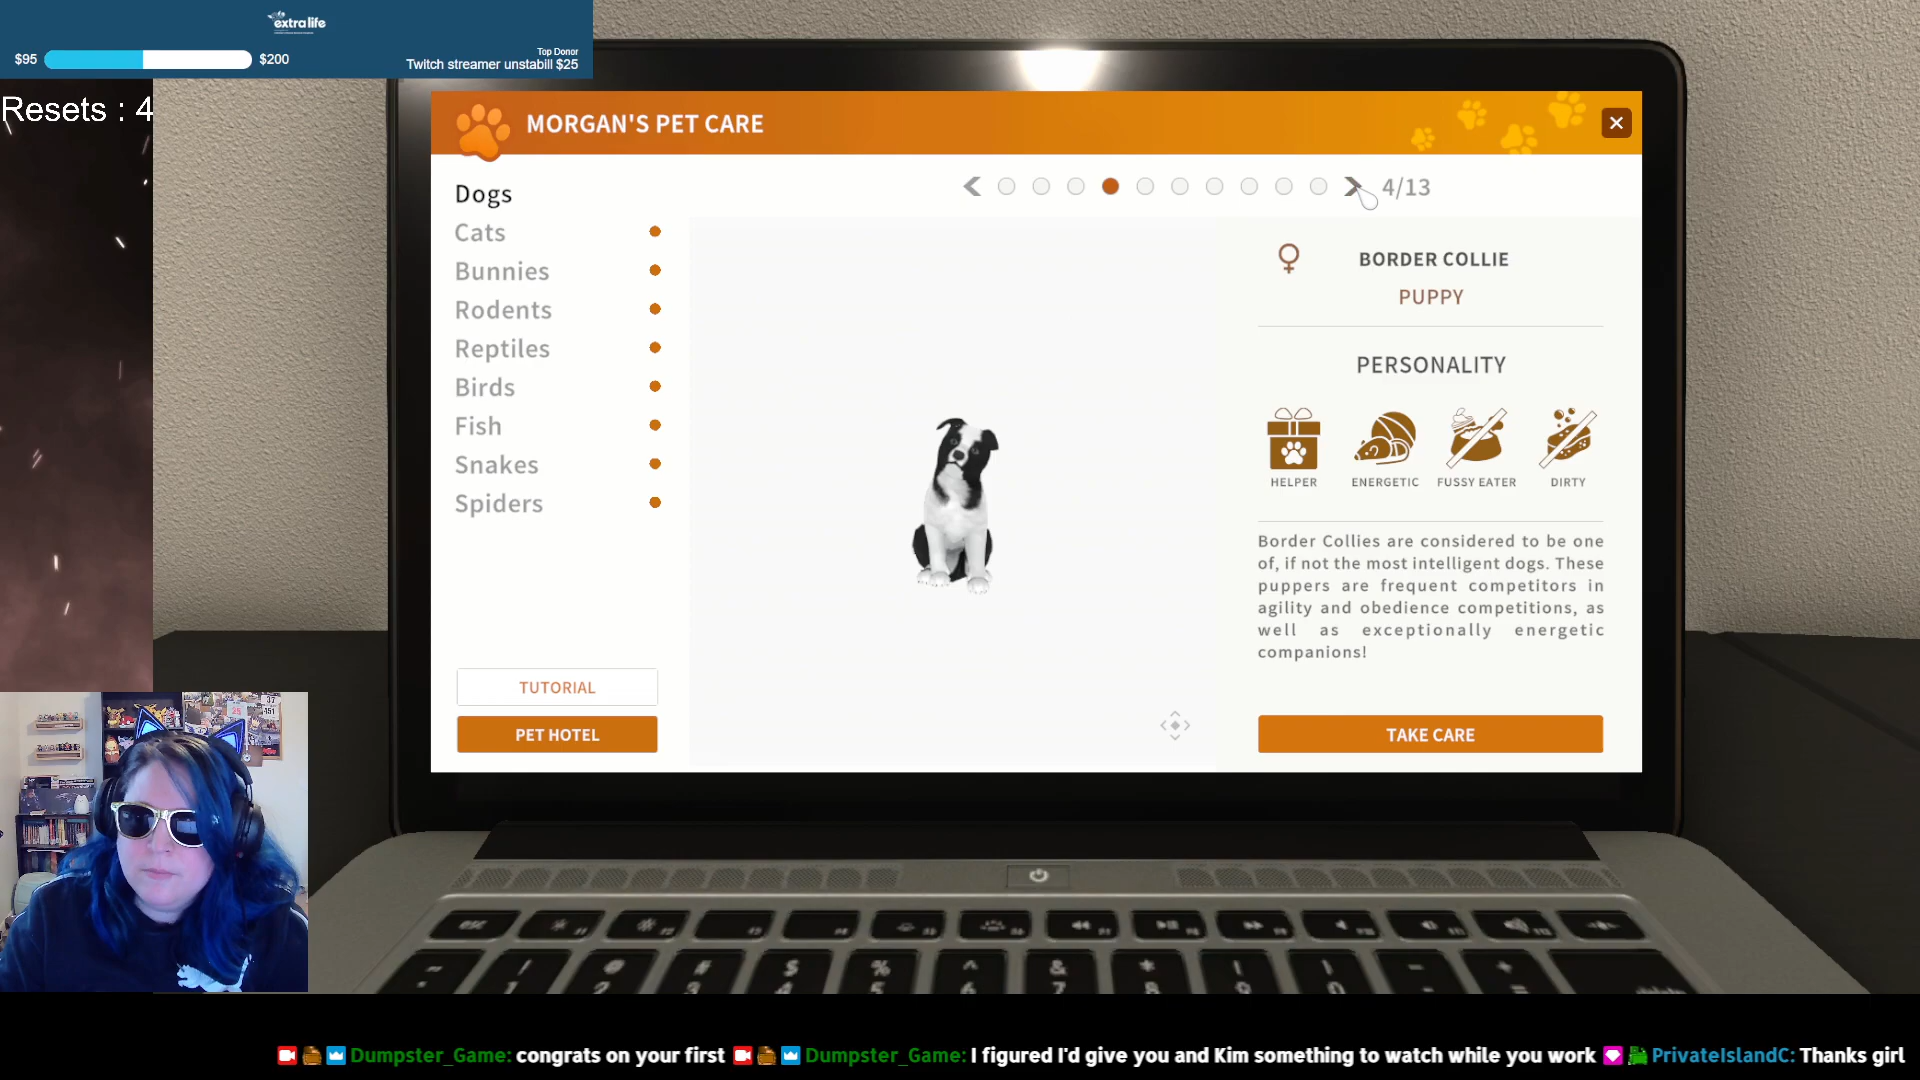 extralife
$95
$200
Top Donor
Twitch streamer unstabill $25
Resets : 4
MORGAN'S PET CARE
4/13
Dogs
Cats
Bunnies
Rodents
Reptiles
Birds
Fish
Snakes
Spiders
TUTORIAL
PET HOTEL
BORDER COLLIE
PUPPY
PERSONALITY
HELPER
ENERGETIC
FUSSY EATER
DIRTY
Border Collies are considered to be one
of, if not the most intelligent dogs. These
puppers are frequent competitors in
agility and obedience competitions, as
well as exceptionally energetic
companions!
TAKE CARE
esc
Dumpster_Game: congrats on your first Dumpster_Game: I figured I'd give you and Kim something to watch while you work PrivateIslandC: Thanks girl